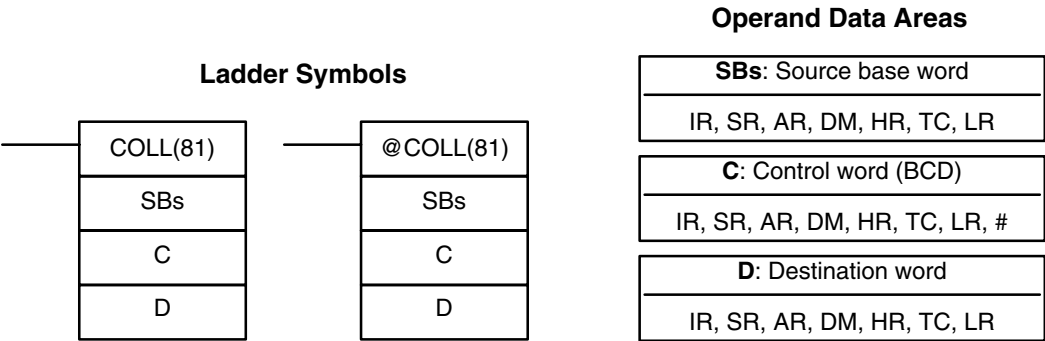 Operand Data Areas
Ladder Symbols
COLL(81)
SBs
C
D
@COLL(81)
SBs
C
D
SBs: Source base word
IR, SR, AR, DM, HR, TC, LR
C: Control word (BCD)
IR, SR, AR, DM, HR, TC, LR, #
D: Destination word
IR, SR, AR, DM, HR, TC, LR